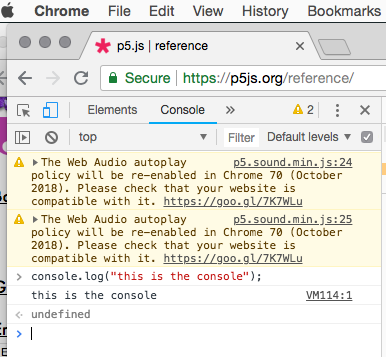 Chrome File Edit View History Bookmarks
p5.js | reference
Secure https://p5js.org/reference/
Elements Console » 2
top Filter Default levels ▾
The Web Audio autoplay p5.sound.min.js:24
policy will be re-enabled in Chrome 70 (October
2018). Please check that your website is
compatible with it. https://goo.gl/7K7WLu
The Web Audio autoplay p5.sound.min.js:25
policy will be re-enabled in Chrome 70 (October
2018). Please check that your website is
compatible with it. https://goo.gl/7K7WLu
console.log("this is the console");
this is the console VM114:1
undefined